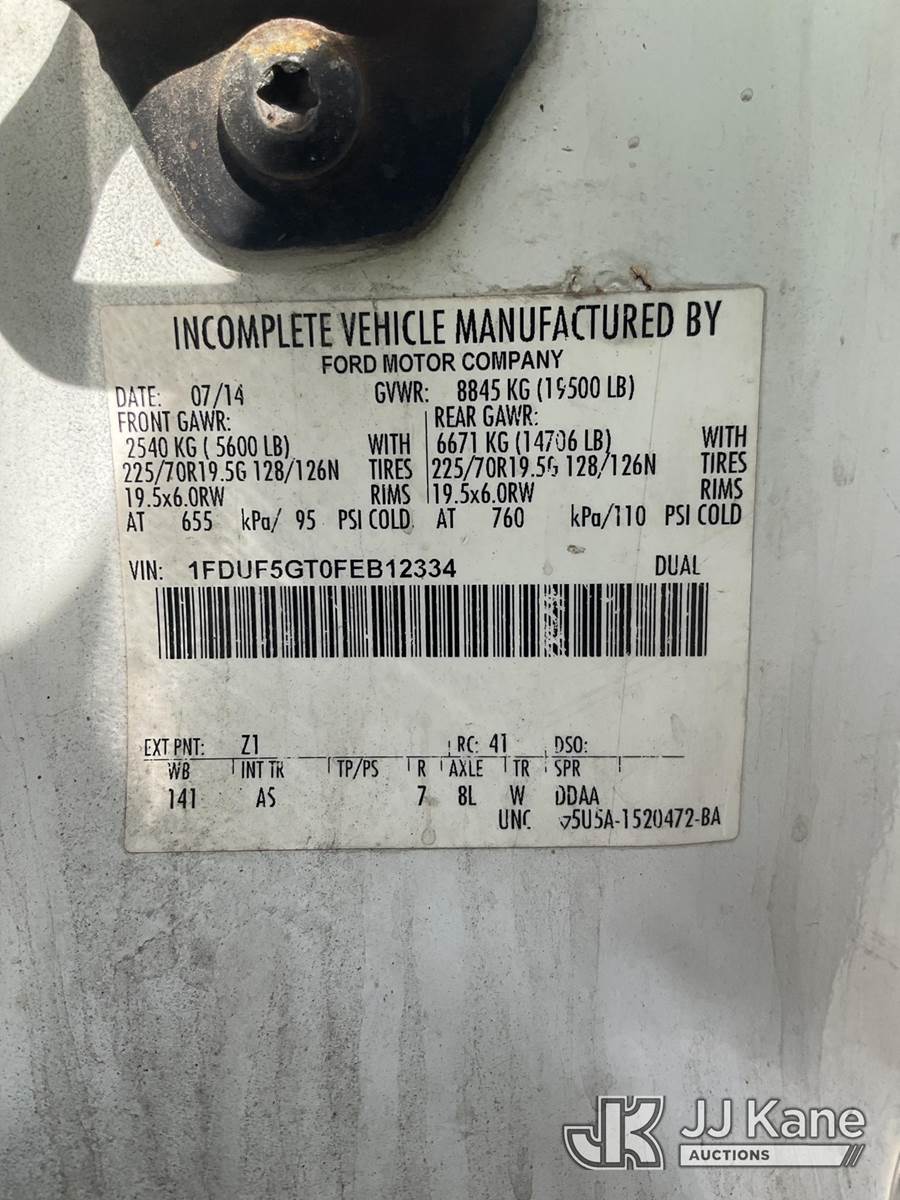 INCOMPLETE VEHICLE MANUFACTURED BY
FORD MOTOR COMPANY
DATE: 07/14 GVWR: 8845 KG (19500 LB)
FRONT GAWR: REAR GAWR:
2540 KG ( 5600 LB) WITH 6671 KG (14706 LB) WITH
225/70R19.5G 128/126N TIRES 225/70R19.5G 128/126N TIRES
19.5x6.0RW RIMS 19.5x6.0RW RIMS
AT 655 kPa/ 95 PSI COLD AT 760 kPa/110 PSI COLD
VIN: 1FDUF5GT0FEB12334 DUAL
EXT PNT: Z1 RC: 41 DSO:
WB INT TR TP/PS R AXLE TR SPR
141 AS 7 8L W DDAA
UNC
JK JJ Kane
AUCTIONS